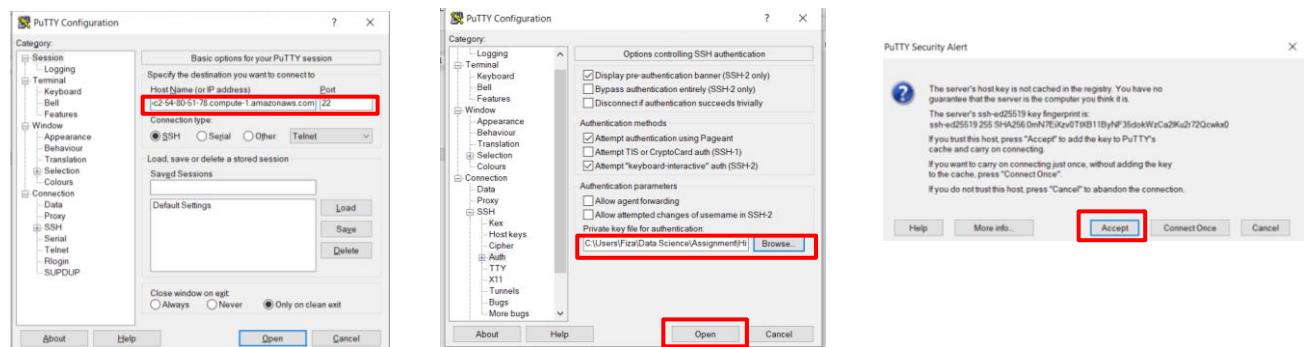 PuTTY Configuration
? ×
Category:
Session
Logging
Terminal
Keyboard
Bell
Features
Window
Appearance
Behaviour
Translation
Selection
Colours
Connection
Data
Proxy
SSH
Serial
Telnet
Rlogin
SUPDUP
Basic options for your PuTTY session
Specify the destination you want to connect to
Host Name (or IP address) Port
-c2-54-80-51-78.compute-1.amazonaws.com 22
Connection type:
SSH Serial Other: Telnet
Load, save or delete a stored session
Saved Sessions
Default Settings
Load
Save
Delete
Close window on exit:
Always Never Only on clean exit
About Help Open Cancel
PuTTY Configuration
? ×
Category:
Logging
Terminal
Keyboard
Bell
Features
Window
Appearance
Behaviour
Translation
Selection
Colours
Connection
Data
Proxy
SSH
Kex
Host keys
Cipher
Auth
TTY
X11
Tunnels
Bugs
More bugs
Options controlling SSH authentication
Display pre-authentication banner (SSH-2 only)
Bypass authentication entirely (SSH-2 only)
Disconnect if authentication succeeds trivially
Authentication methods
Attempt authentication using Pageant
Attempt TIS or CryptoCard auth (SSH-1)
Attempt "keyboard-interactive" auth (SSH-2)
Authentication parameters
Allow agent forwarding
Allow attempted changes of username in SSH-2
Private key file for authentication:
C:\Users\Fiza\Data Science\Assignment\Hi Browse...
About Help Open Cancel
PuTTY Security Alert
×
The server's host key is not cached in the registry. You have no
guarantee that the server is the computer you think it is.
The server's ssh-ed25519 key fingerprint is:
ssh-ed25519 255
If you trust this host, press "Accept" to add the key to PuTTY's
cache and carry on connecting.
If you want to carry on connecting just once, without adding the key
to the cache, press "Connect Once".
If you do not trust this host, press "Cancel" to abandon the connection.
Help More info... Accept Connect Once Cancel